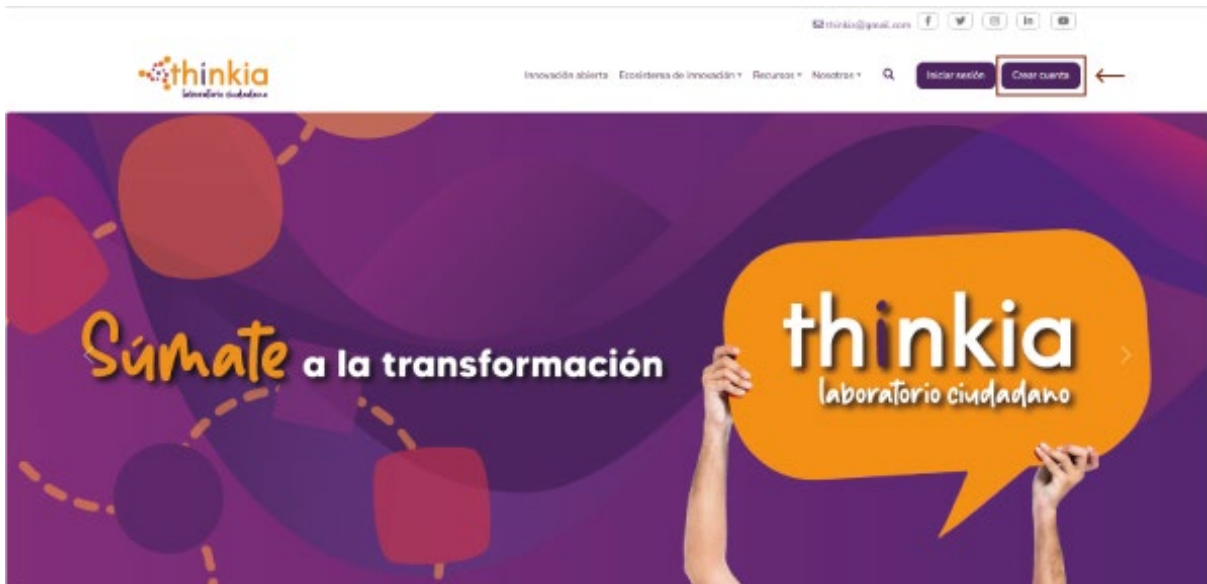 thinkia@gmail.com
thinkia
laboratorio ciudadano
Innovación abierta Ecosistema de innovación Recursos Nosotros Iniciar sesión Crear cuenta
Súmate a la transformación
thinkia
laboratorio ciudadano